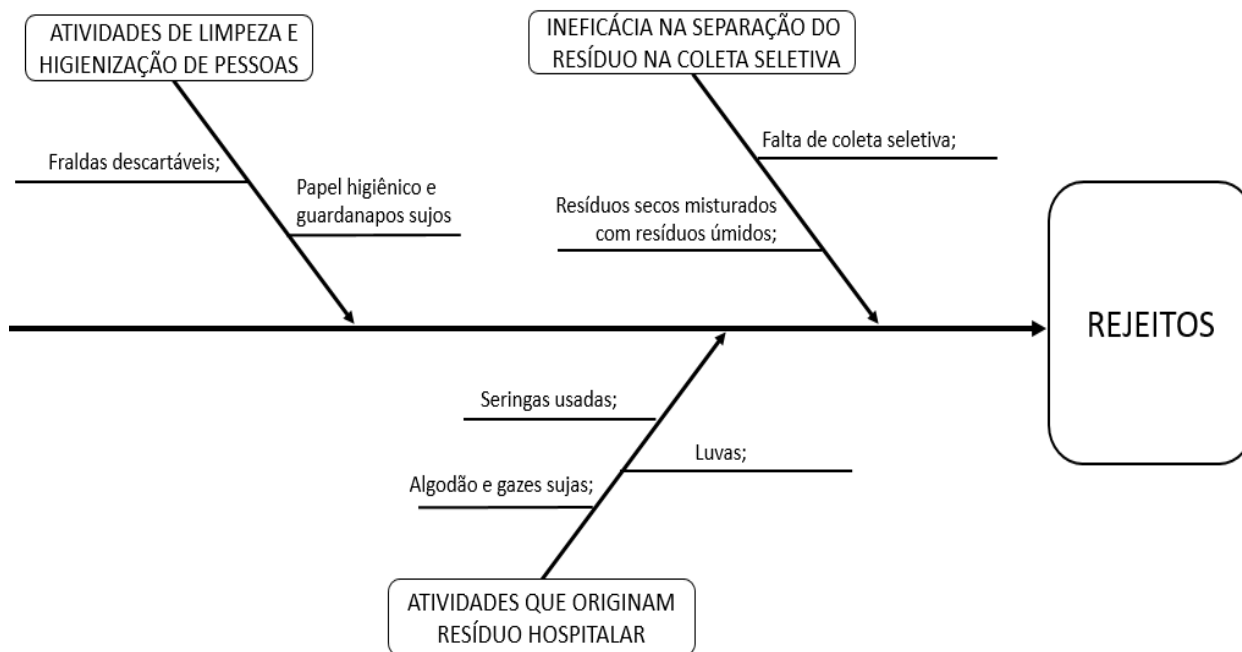 ATIVIDADES DE LIMPEZA E
HIGIENIZAÇÃO DE PESSOAS
INEFICÁCIA NA SEPARAÇÃO DO
RESÍDUO NA COLETA SELETIVA
Fraldas descartáveis;
Papel higiênico e
guardanapos sujos
Falta de coleta seletiva;
Resíduos secos misturados
com resíduos úmidos;
REJEITOS
Seringas usadas;
Luvas;
Algodão e gazes sujas;
ATIVIDADES QUE ORIGINAM
RESÍDUO HOSPITALAR